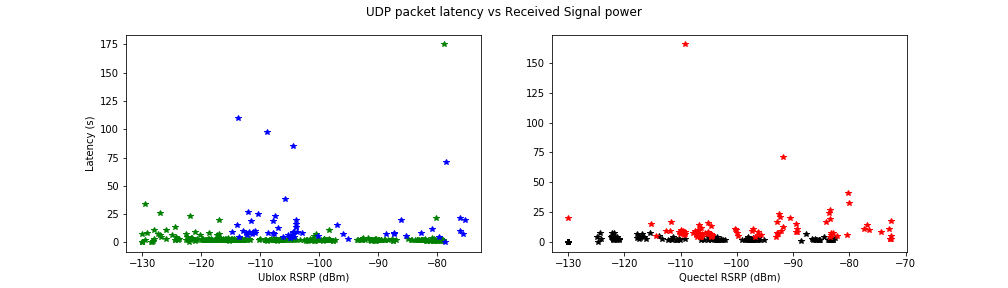 UDP packet latency vs Received Signal power
175
150
125
100
75
50
25
0
Latency (s)
−130 −120 −110 −100 −90 −80
Ublox RSRP (dBm)
150
125
100
75
50
25
0
−130 −120 −110 −100 −90 −80 −70
Quectel RSRP (dBm)